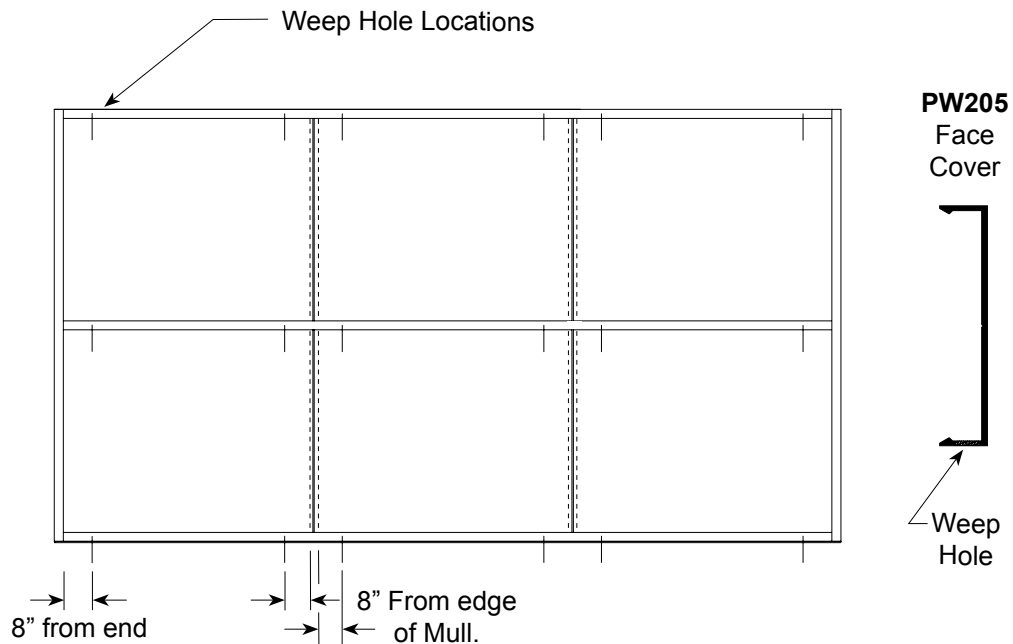 Weep Hole Locations
PW205
Face
Cover
Weep
Hole
8” from end
8” From edge
of Mull.